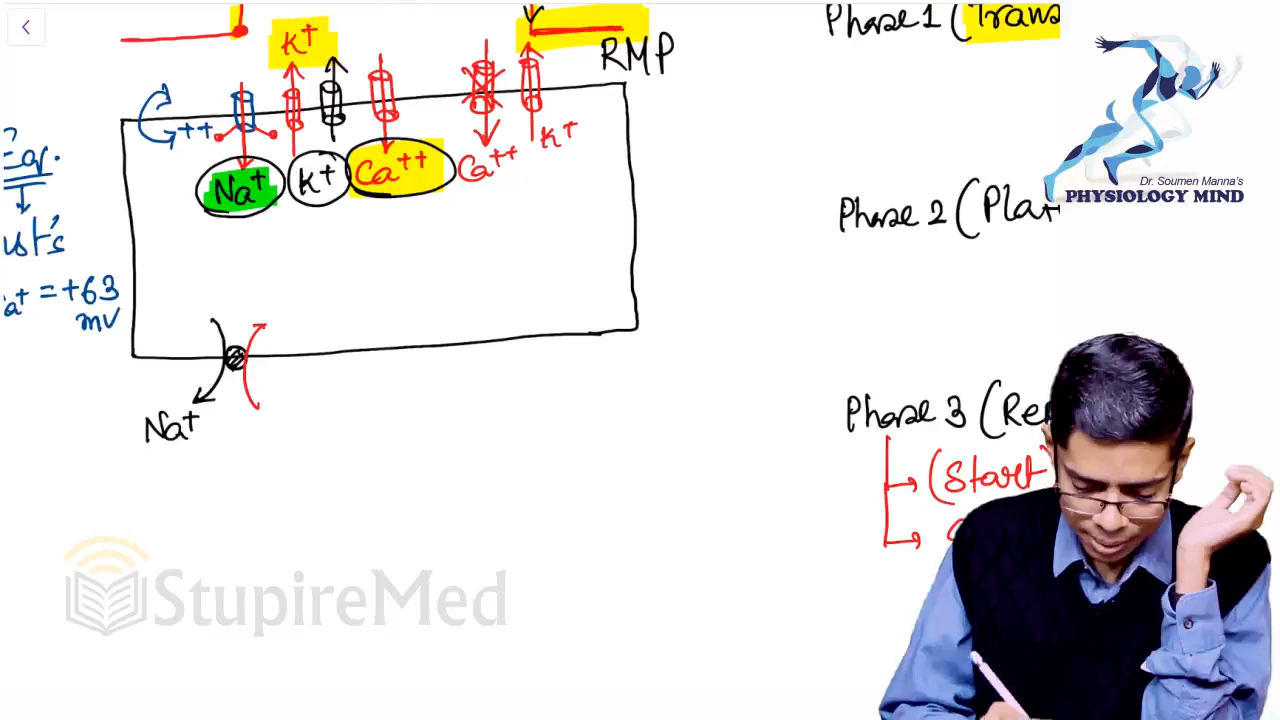 Phase 1 (Trans
K+
RMP
++
K+
Na+
K+
Ca++
Ca++
Dr. Soumen Manna's
PHYSIOLOGY MIND
Phase 2 (Plat
= +63
mV
Phase 3 (Re
Na+
(Start
StupireMed